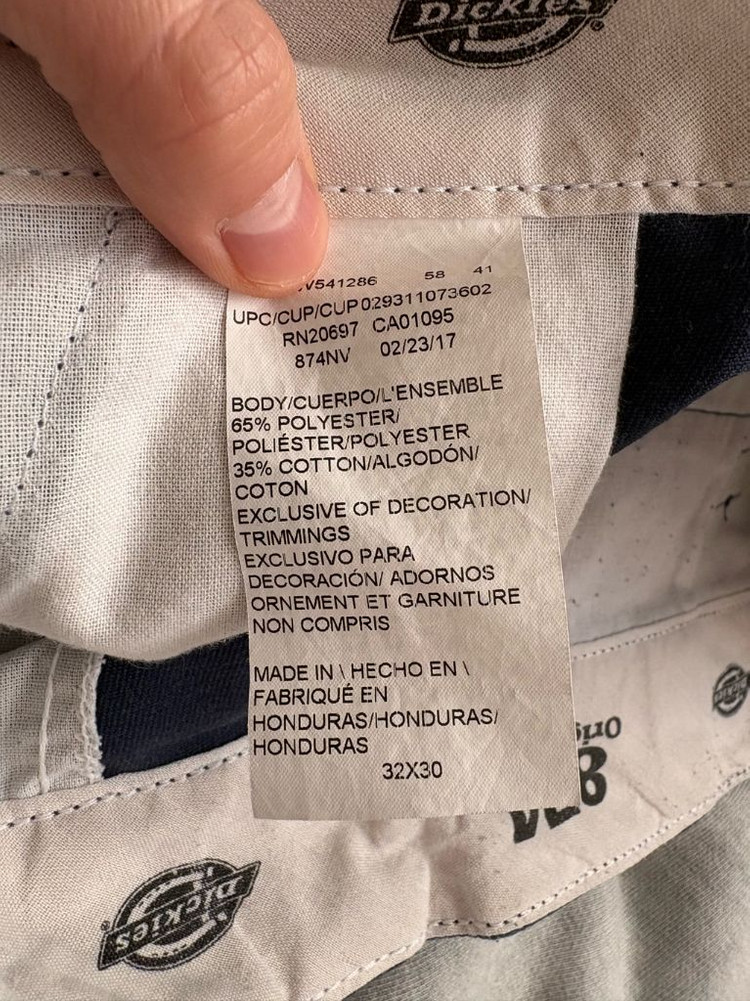 Dickies
V541286 58 41
UPC/CUP/CUP 029311073602
RN20697 CA01095
874NV 02/23/17
BODY/CUERPO/L'ENSEMBLE
65% POLYESTER/
POLIÉSTER/POLYESTER
35% COTTON/ALGODÓN/
COTON
EXCLUSIVE OF DECORATION/
TRIMMINGS
EXCLUSIVO PARA
DECORACIÓN/ ADORNOS
ORNEMENT ET GARNITURE
NON COMPRIS
MADE IN \ HECHO EN \
FABRIQUÉ EN
HONDURAS/HONDURAS/
HONDURAS
32X30
Dickies